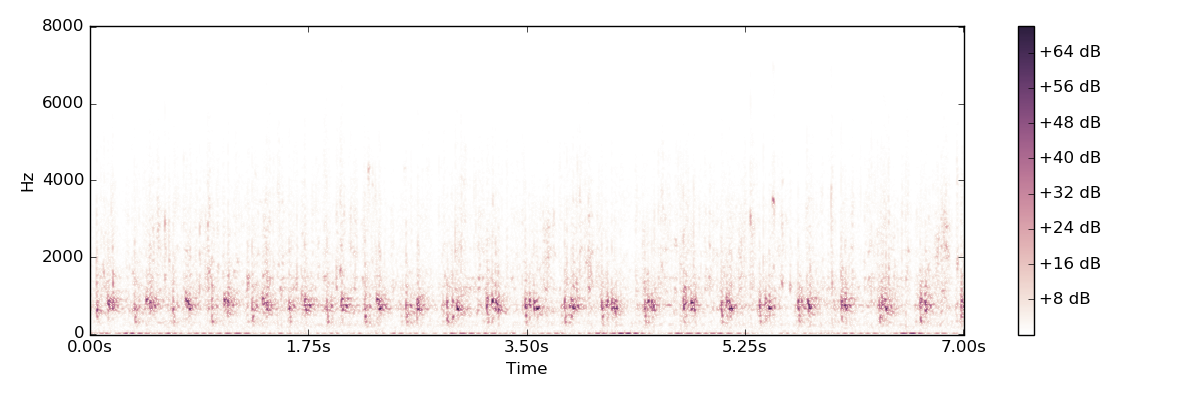 8000
6000
4000
2000
0
Hz
0.00s
1.75s
3.50s
5.25s
7.00s
Time
+64 dB
+56 dB
+48 dB
+40 dB
+32 dB
+24 dB
+16 dB
+8 dB